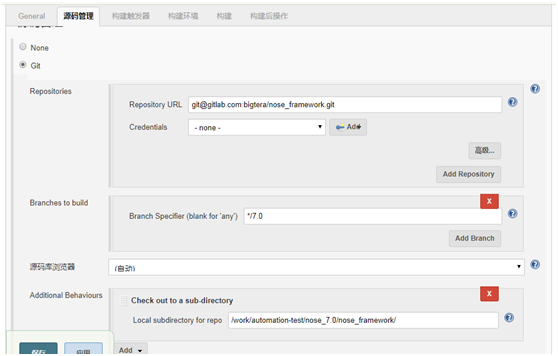 General 源码管理 构建触发器 构建环境 构建 构建后操作
None
Git
Repositories
Repository URL git@gitlab.com:bigtera/nose_framework.git
Credentials - none - Add
高级...
Add Repository
Branches to build
X
Branch Specifier (blank for 'any') */7.0
Add Branch
源码库浏览器 (自动)
Additional Behaviours
X
Check out to a sub-directory
Local subdirectory for repo /work/automation-test/nose_7.0/nose_framework/
保存 应用 Add